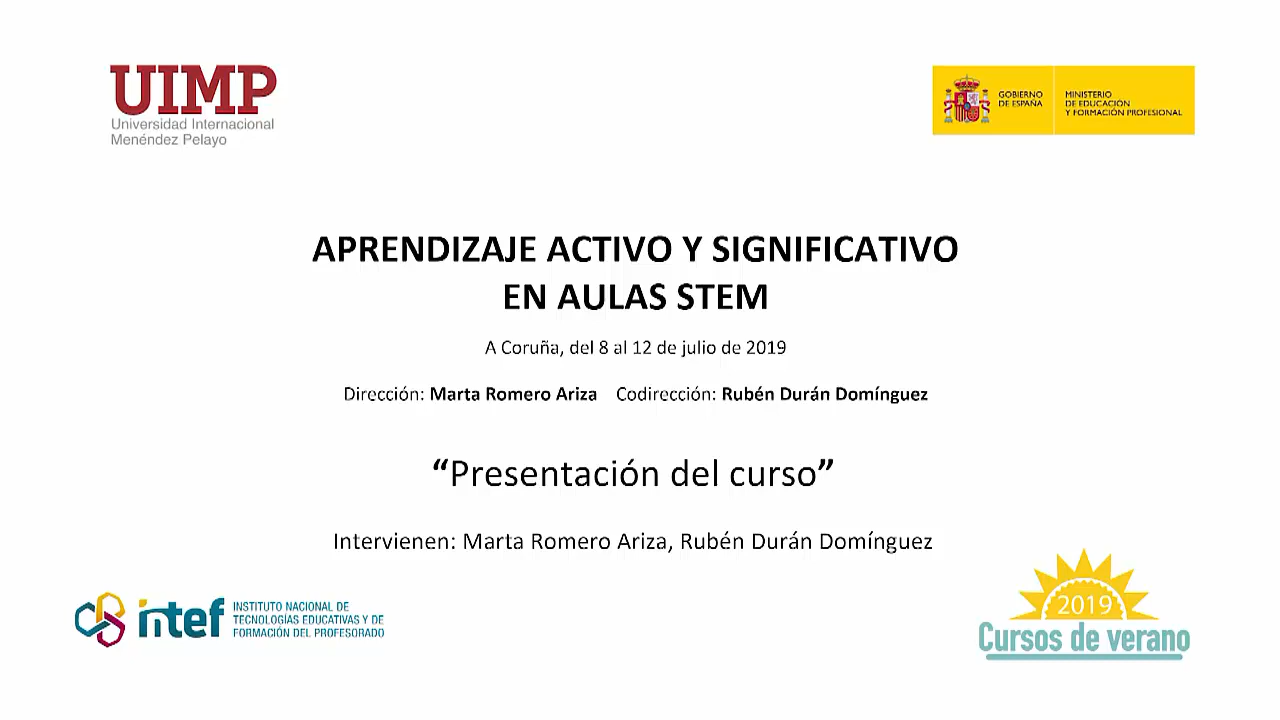 UIMP
Universidad Internacional
Menéndez Pelayo
GOBIERNO
DE ESPAÑA
MINISTERIO
DE EDUCACIÓN
Y FORMACIÓN PROFESIONAL
APRENDIZAJE ACTIVO Y SIGNIFICATIVO
EN AULAS STEM
A Coruña, del 8 al 12 de julio de 2019
Dirección: Marta Romero Ariza Codirección: Rubén Durán Domínguez
“Presentación del curso”
Intervienen: Marta Romero Ariza, Rubén Durán Domínguez
intef
INSTITUTO NACIONAL DE
TECNOLOGÍAS EDUCATIVAS Y DE
FORMACIÓN DEL PROFESORADO
2019
Cursos de verano